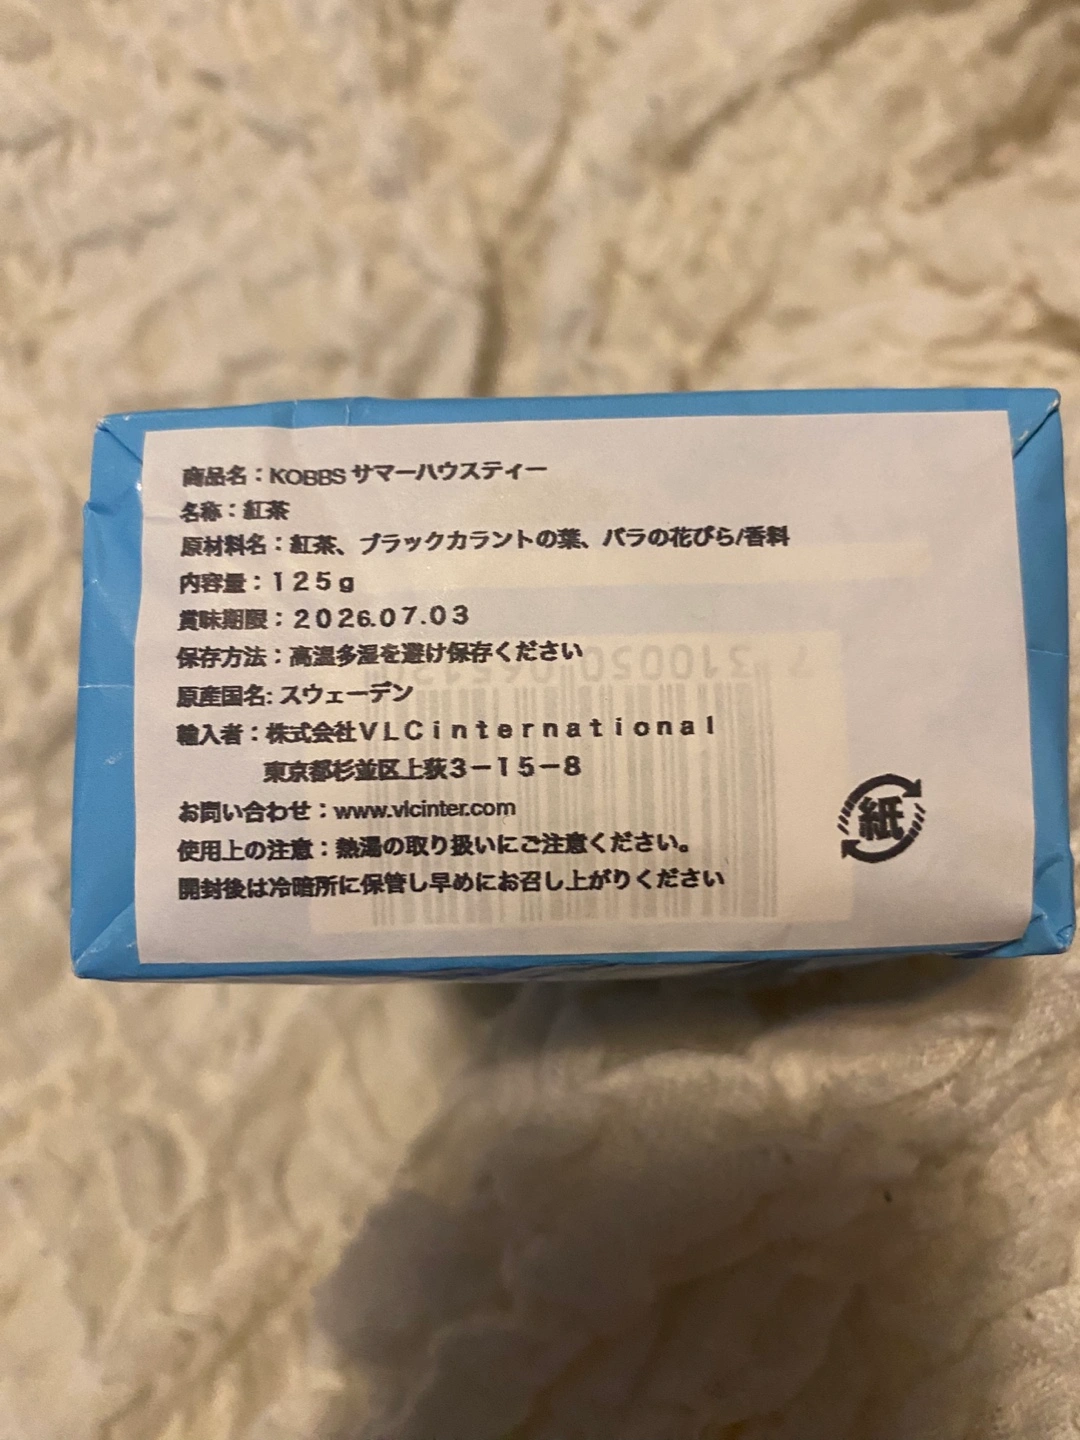 商品名：KOBBS サマーハウスティー
名称：紅茶
原材料名：紅茶、ブラックカラントの葉、バラの花びら/香料
内容量：１２５ｇ
賞味期限：２０２６.０７.０３
保存方法：高温多湿を避け保存ください
原産国名: スウェーデン
輸入者：株式会社ＶＬＣｉｎｔｅｒｎａｔｉｏｎａｌ
東京都杉並区上荻３－１５－８
お問い合わせ：www.vlcinter.com
使用上の注意：熱湯の取り扱いにご注意ください。
開封後は冷暗所に保管し早めにお召し上がりください
紙